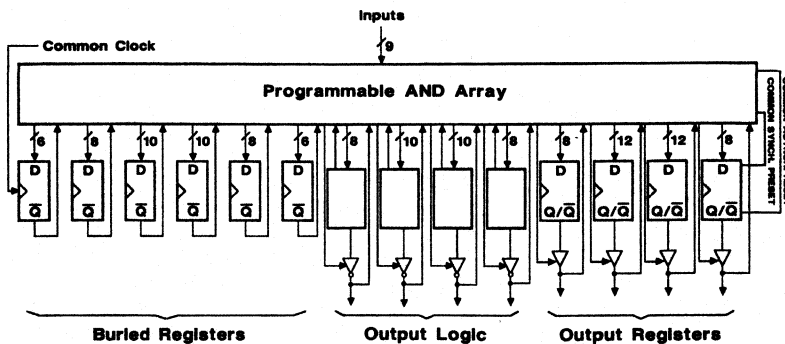 Inputs
9
Common Clock
Programmable AND Array
COMMON SYNCH. PRESET
6 8 10 10 8 6 8 10 10 8 8 12 12 8
D D D D D D D D D D
Q̅ Q̅ Q̅ Q̅ Q̅ Q̅ Q/Q̅ Q/Q̅ Q/Q̅ Q/Q̅
Buried Registers Output Logic Output Registers